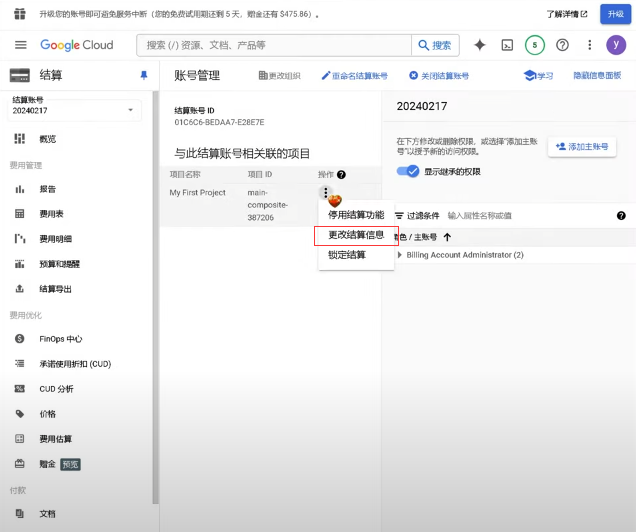 升级您的账号即可避免服务中断（您的免费试用期还剩 5 天，赠金还有 $475.86）。
了解详情
升级
Google Cloud
搜索 (/) 资源、文档、产品等
搜索
5
y
结算
账号管理
更改组织
重命名结算账号
关闭结算账号
学习
隐藏信息面板
结算账号
20240217
概览
费用管理
报告
费用表
费用明细
预算和提醒
结算导出
费用优化
FinOps 中心
承诺使用折扣 (CUD)
CUD 分析
价格
费用估算
赠金 预览
付款
文档
结算账号 ID
01C6C6-BEDAA7-E28E7E
与此结算账号相关联的项目
项目名称 项目 ID 操作
My First Project main-
composite-
387206
停用结算功能
更改结算信息
锁定结算
20240217
在下方修改或删除权限，或选择“添加主账
号”以授予新的访问权限。
添加主账号
显示继承的权限
过滤条件 输入属性名称或值
色 / 主账号
Billing Account Administrator (2)